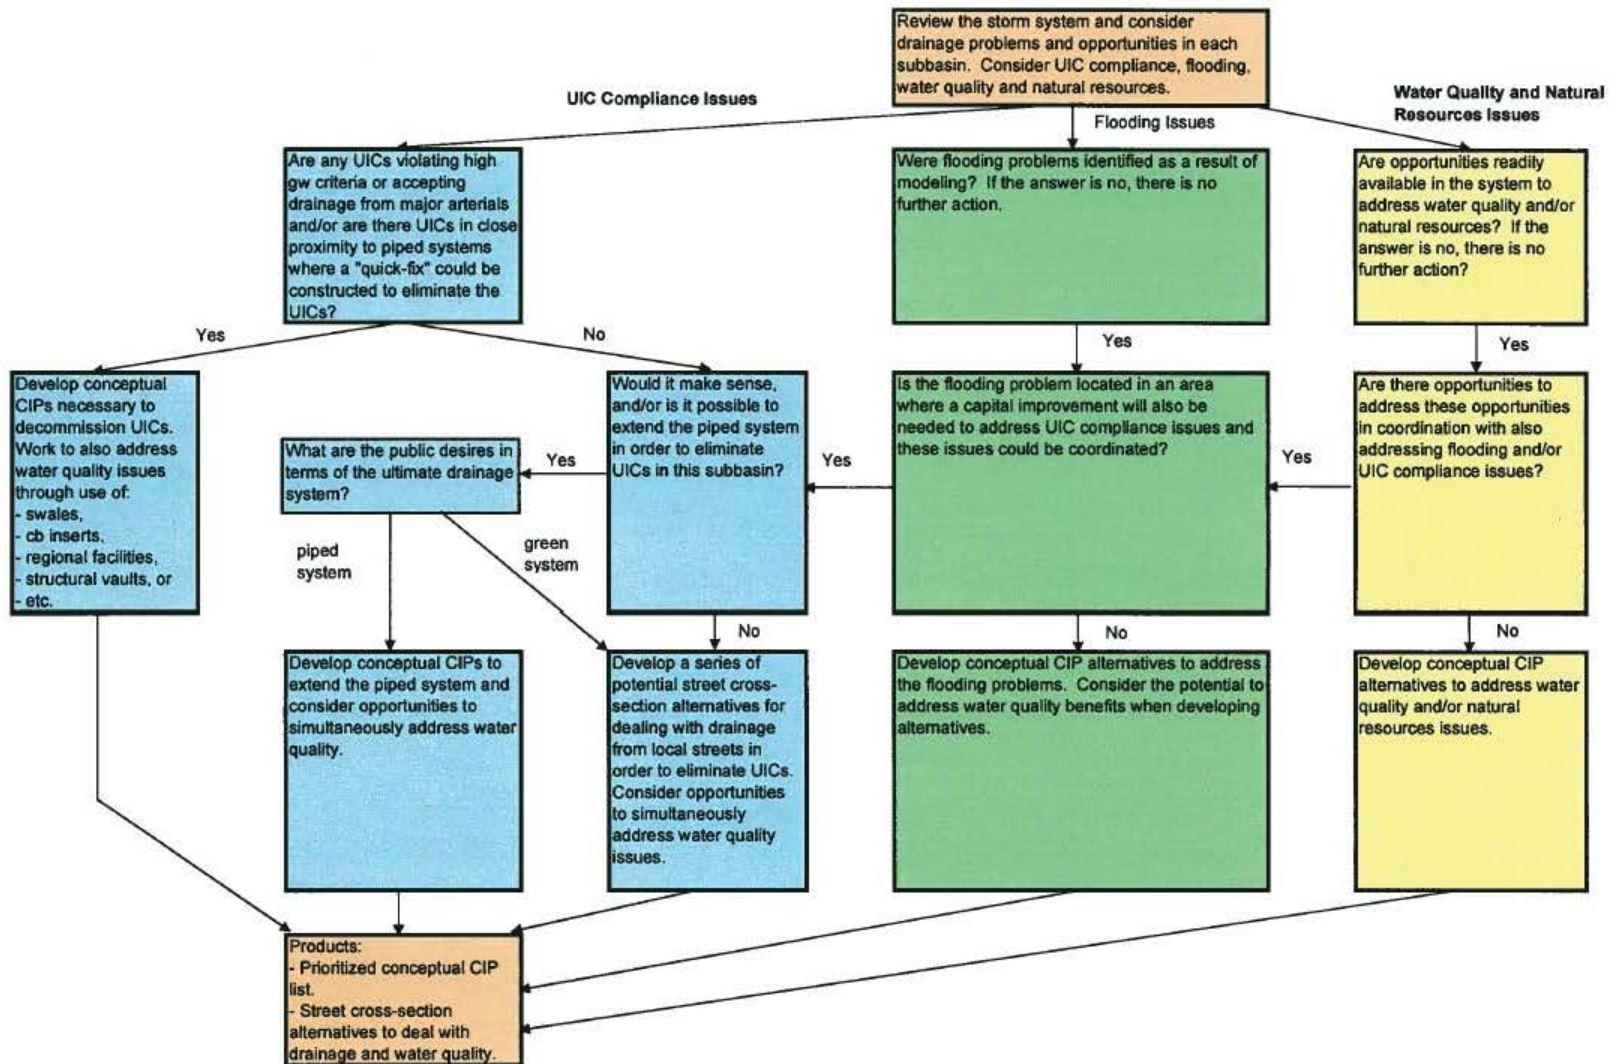 Review the storm system and consider
drainage problems and opportunities in each
subbasin. Consider UIC compliance, flooding,
water quality and natural resources.
UIC Compliance Issues
Flooding Issues
Water Quality and Natural
Resources Issues
Are any UICs violating high
gw criteria or accepting
drainage from major arterials
and/or are there UICs in close
proximity to piped systems
where a "quick-fix" could be
constructed to eliminate the
UICs?
Were flooding problems identified as a result of
modeling? If the answer is no, there is no
further action.
Are opportunities readily
available in the system to
address water quality and/or
natural resources? If the
answer is no, there is no
further action?
Yes
No
Yes
Yes
Develop conceptual
CIPs necessary to
decommission UICs.
Work to also address
water quality issues
through use of:
- swales,
- cb inserts,
- regional facilities,
- structural vaults, or
- etc.
What are the public desires in
terms of the ultimate drainage
system?
Yes
Would it make sense,
and/or is it possible to
extend the piped system
in order to eliminate
UICs in this subbasin?
Yes
Is the flooding problem located in an area
where a capital improvement will also be
needed to address UIC compliance issues and
these issues could be coordinated?
Yes
Are there opportunities to
address these opportunities
in coordination with also
addressing flooding and/or
UIC compliance issues?
piped
system
green
system
No
No
No
Develop conceptual CIPs to
extend the piped system and
consider opportunities to
simultaneously address water
quality.
Develop a series of
potential street cross-
section alternatives for
dealing with drainage
from local streets in
order to eliminate UICs.
Consider opportunities
to simultaneously
address water quality
issues.
Develop conceptual CIP alternatives to address
the flooding problems. Consider the potential to
address water quality benefits when developing
alternatives.
Develop conceptual CIP
alternatives to address water
quality and/or natural
resources issues.
Products:
- Prioritized conceptual CIP
list.
- Street cross-section
alternatives to deal with
drainage and water quality.